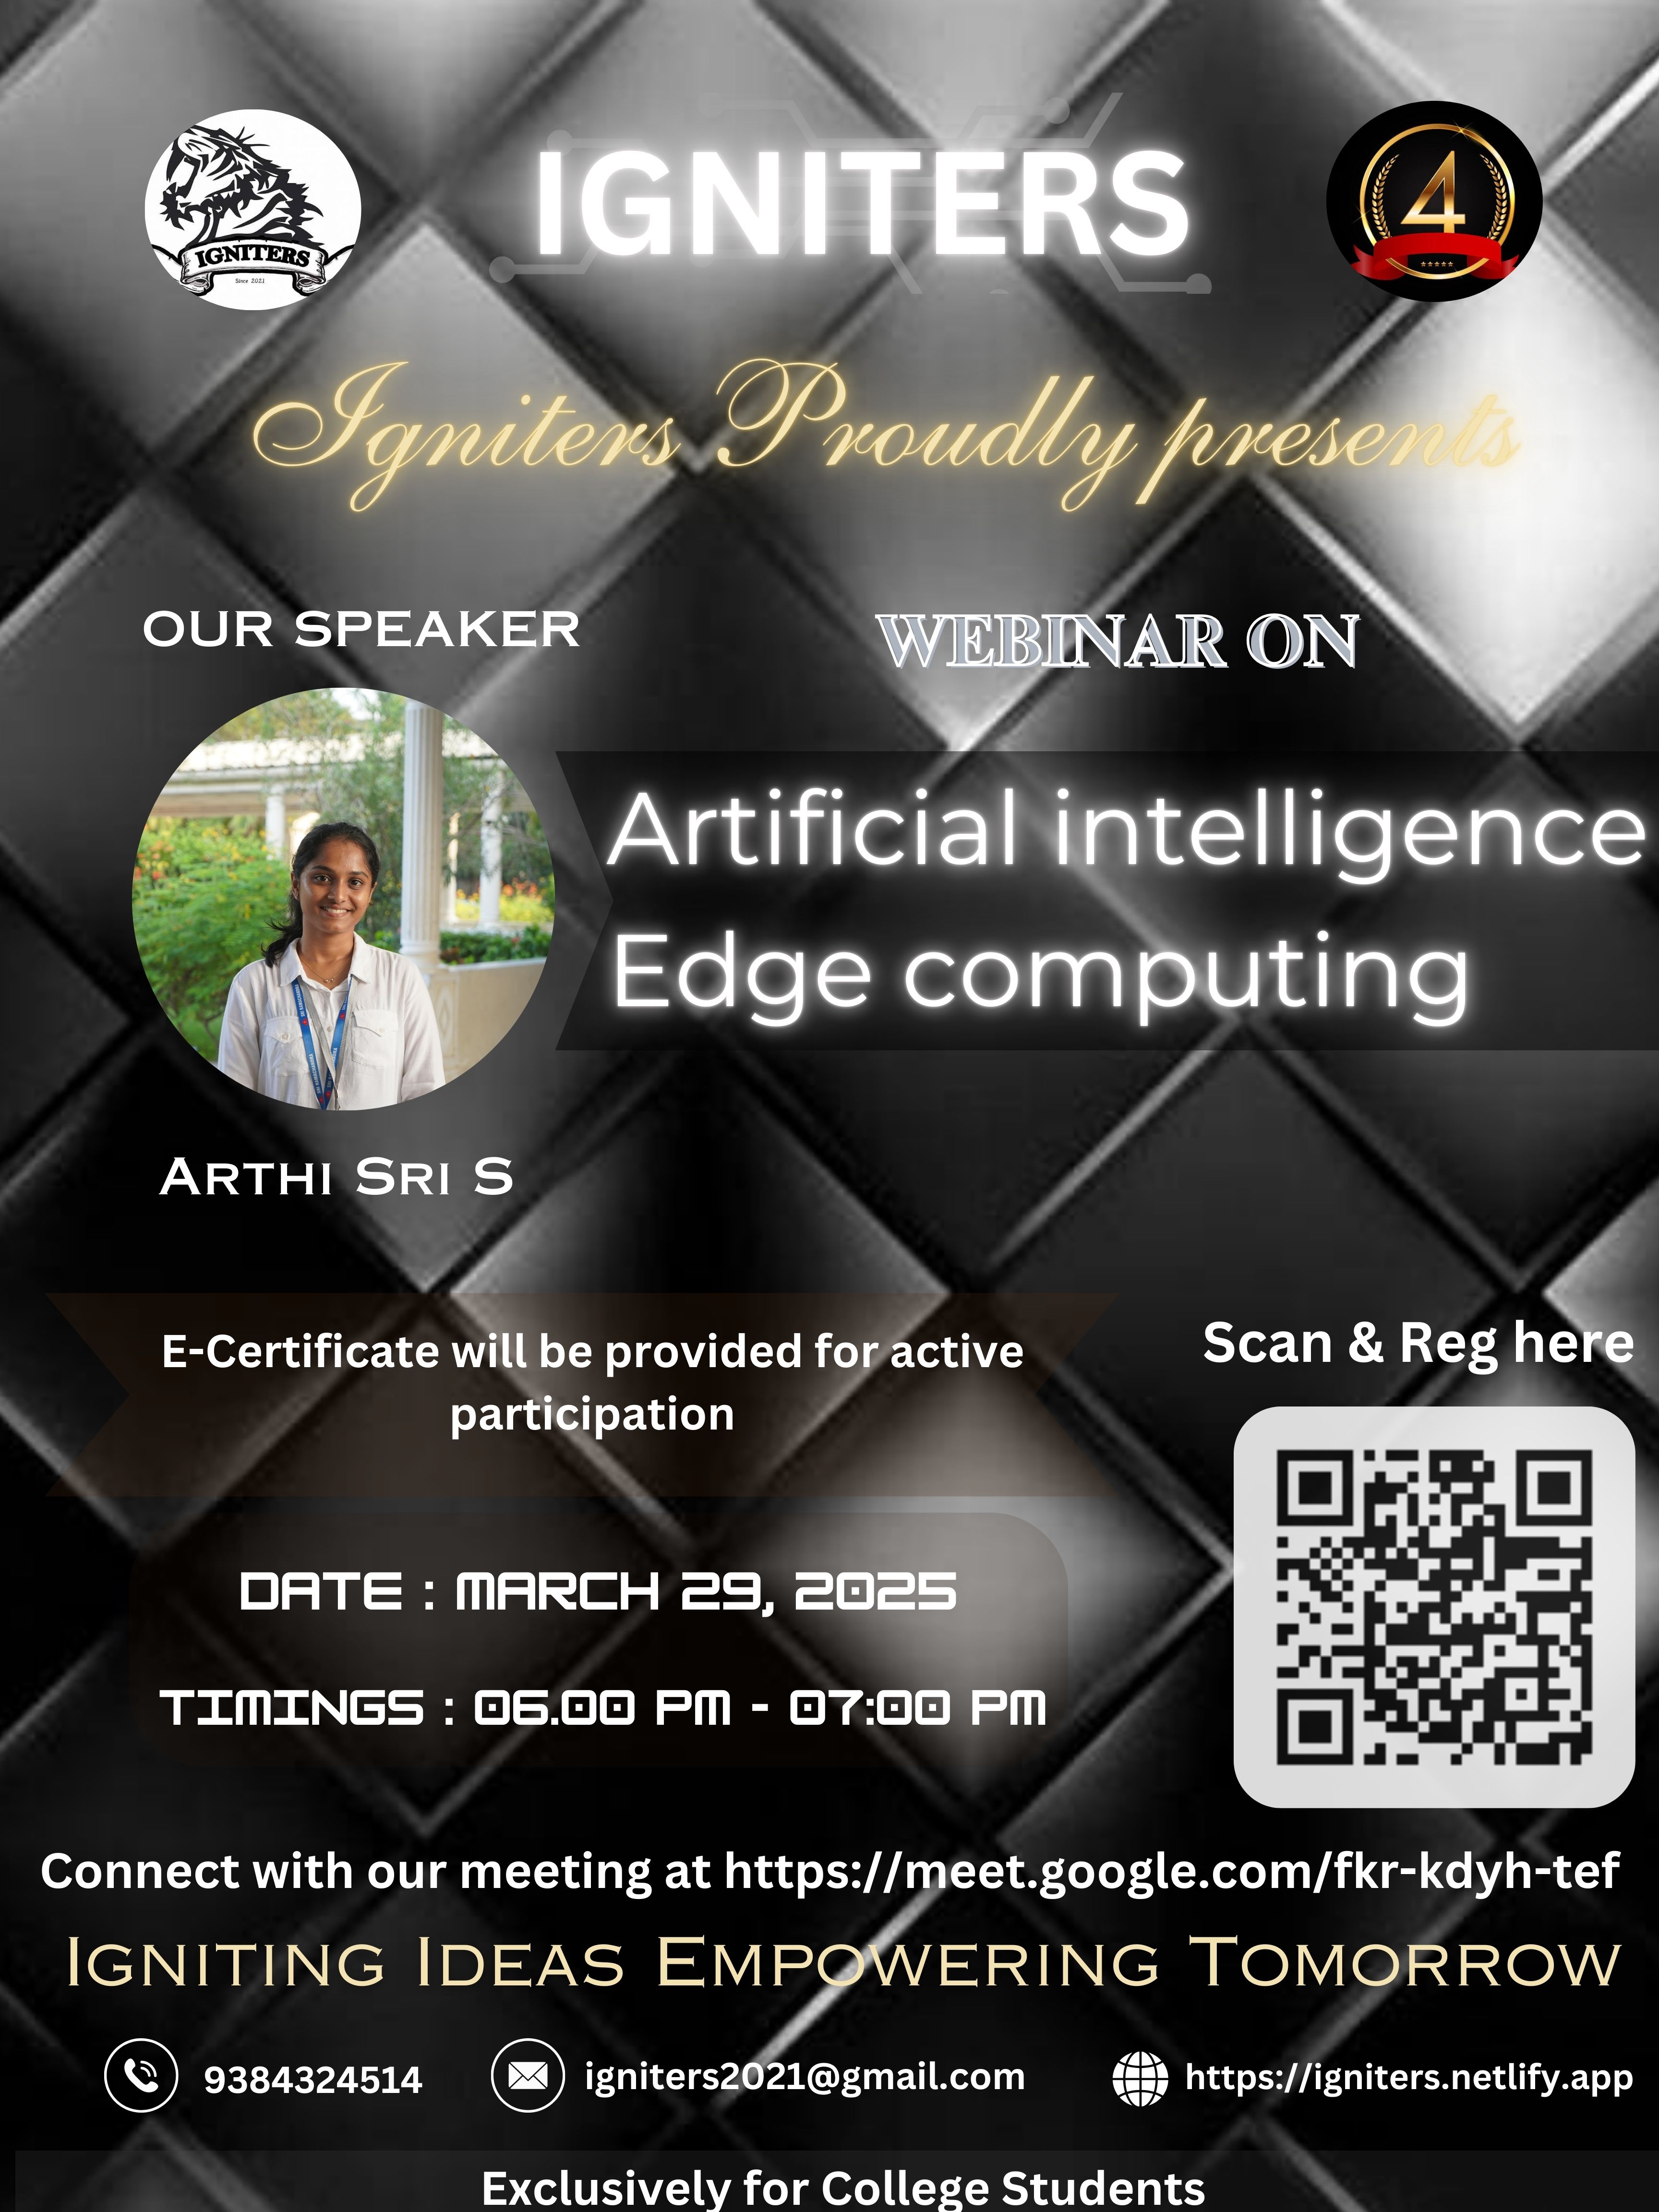 IGNITERS
IGNITERS
Since 2021
4
Igniters Proudly presents
OUR SPEAKER
WEBINAR ON
Artificial intelligence
Edge computing
ARTHI SRI S
E-Certificate will be provided for active
participation
Scan & Reg here
DATE : MARCH 29, 2025
TIMINGS : 06.00 PM - 07:00 PM
Connect with our meeting at https://meet.google.com/fkr-kdyh-tef
IGNITING IDEAS EMPOWERING TOMORROW
9384324514
igniters2021@gmail.com
https://igniters.netlify.app
Exclusively for College Students